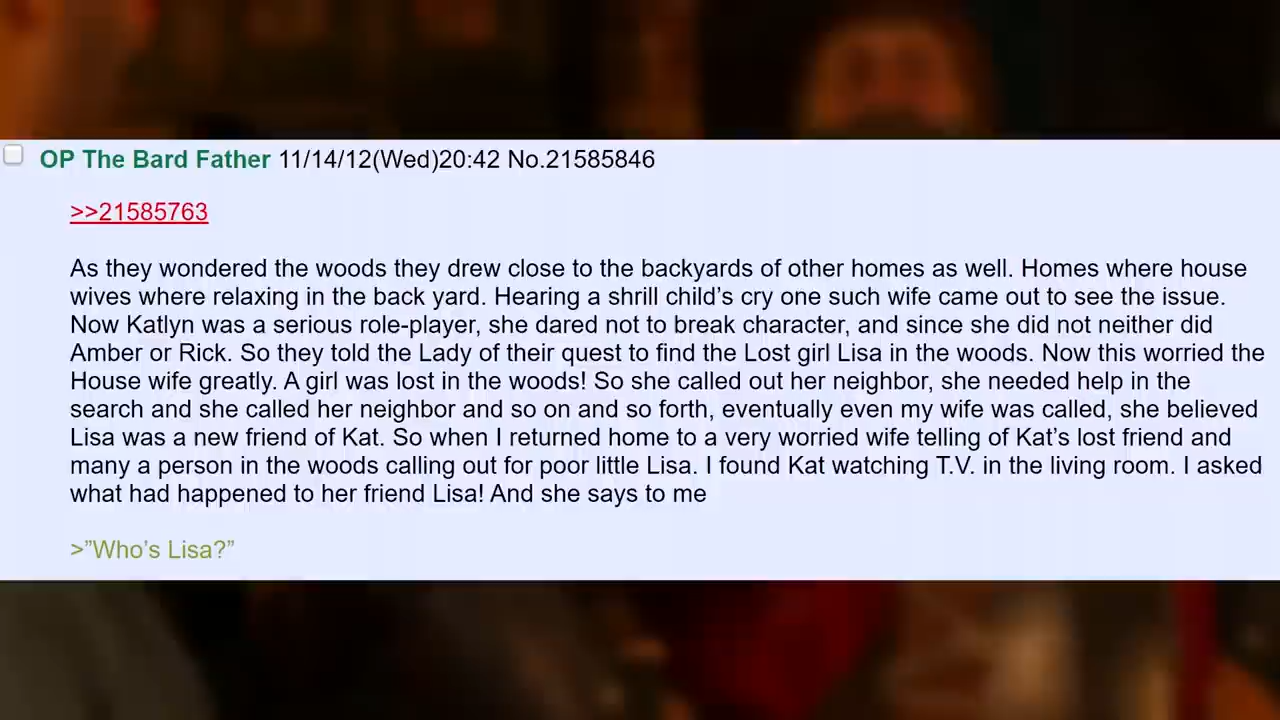 OP The Bard Father 11/14/12(Wed)20:42 No.21585846
>>21585763
As they wondered the woods they drew close to the backyards of other homes as well. Homes where house
wives where relaxing in the back yard. Hearing a shrill child’s cry one such wife came out to see the issue.
Now Katlyn was a serious role-player, she dared not to break character, and since she did not neither did
Amber or Rick. So they told the Lady of their quest to find the Lost girl Lisa in the woods. Now this worried the
House wife greatly. A girl was lost in the woods! So she called out her neighbor, she needed help in the
search and she called her neighbor and so on and so forth, eventually even my wife was called, she believed
Lisa was a new friend of Kat. So when I returned home to a very worried wife telling of Kat’s lost friend and
many a person in the woods calling out for poor little Lisa. I found Kat watching T.V. in the living room. I asked
what had happened to her friend Lisa! And she says to me
>”Who’s Lisa?”